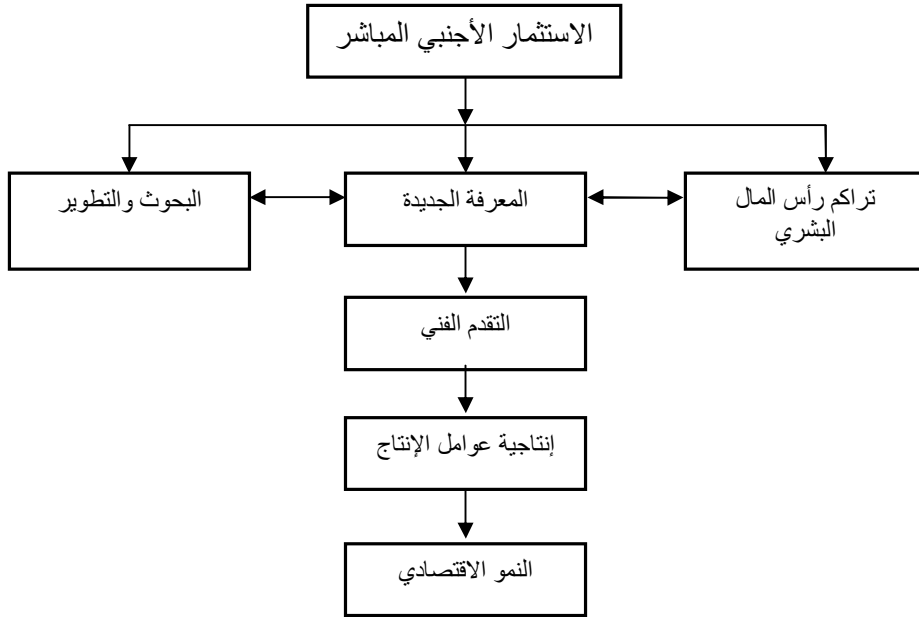 الاستثمار الأجنبي المباشر
تراكم رأس المال
البشري
المعرفة الجديدة
البحوث والتطوير
التقدم الفني
إنتاجية عوامل الإنتاج
النمو الاقتصادي